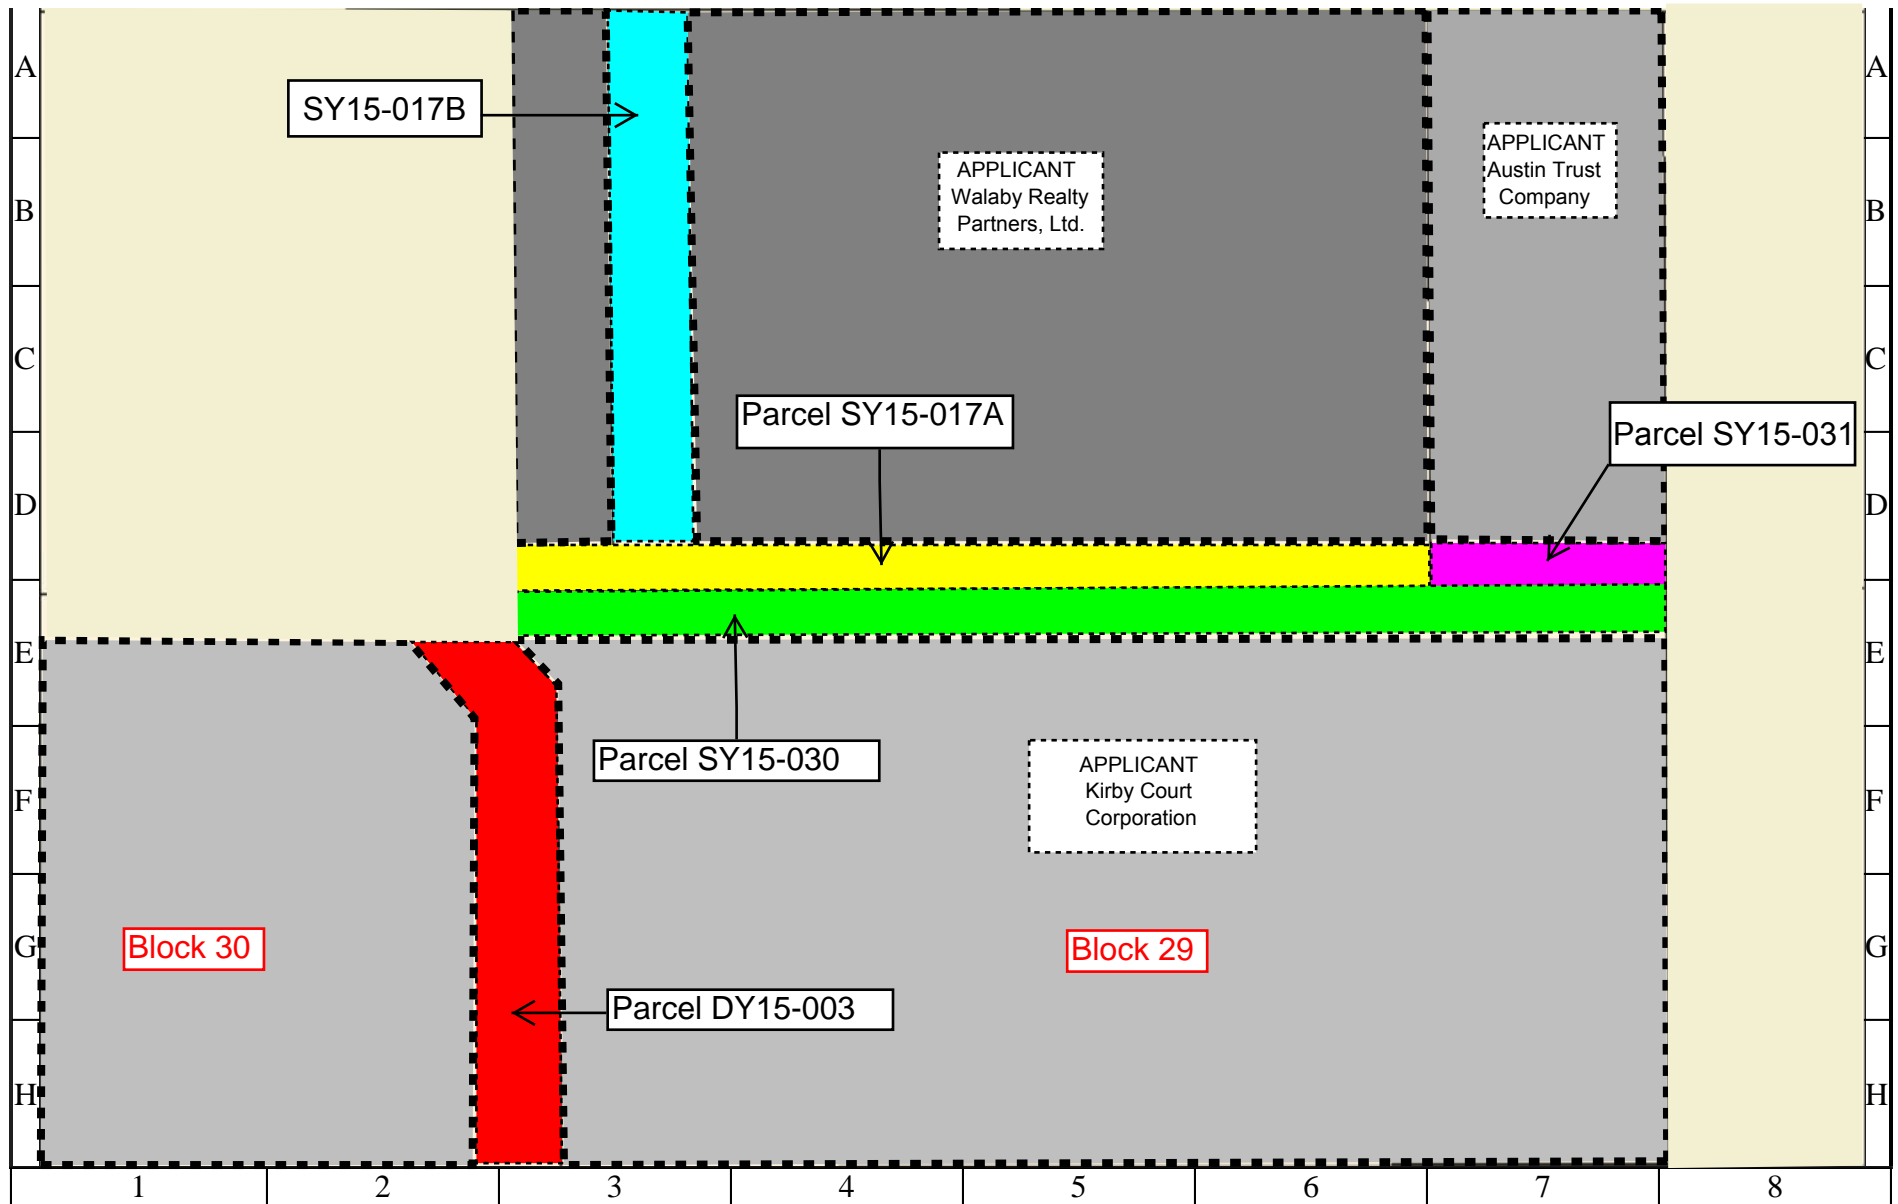 A
A
SY15-017B
APPLICANT
Walaby Realty
Partners, Ltd.
APPLICANT
Austin Trust
Company
B
B
C
C
Parcel SY15-017A
Parcel SY15-031
D
D
E
E
Parcel SY15-030
APPLICANT
Kirby Court
Corporation
F
F
Block 30
Block 29
G
G
Parcel DY15-003
H
H
1 2 3 4 5 6 7 8